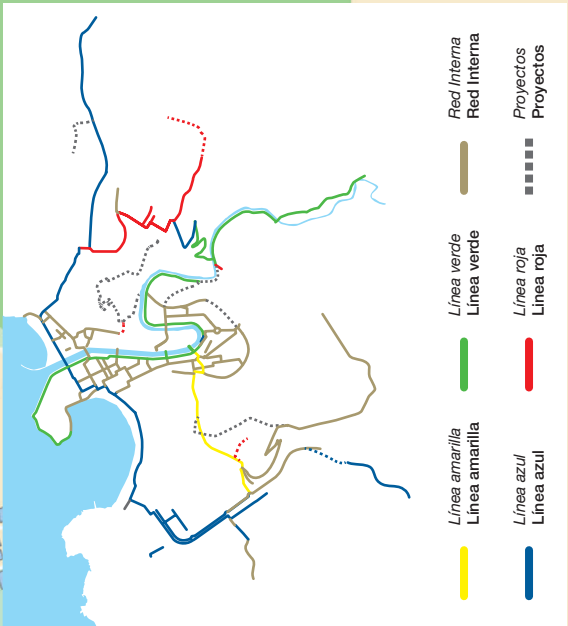 Línea amarilla
Línea amarilla
Línea verde
Línea verde
Red Interna
Red Interna
Línea azul
Línea azul
Línea roja
Línea roja
Proyectos
Proyectos